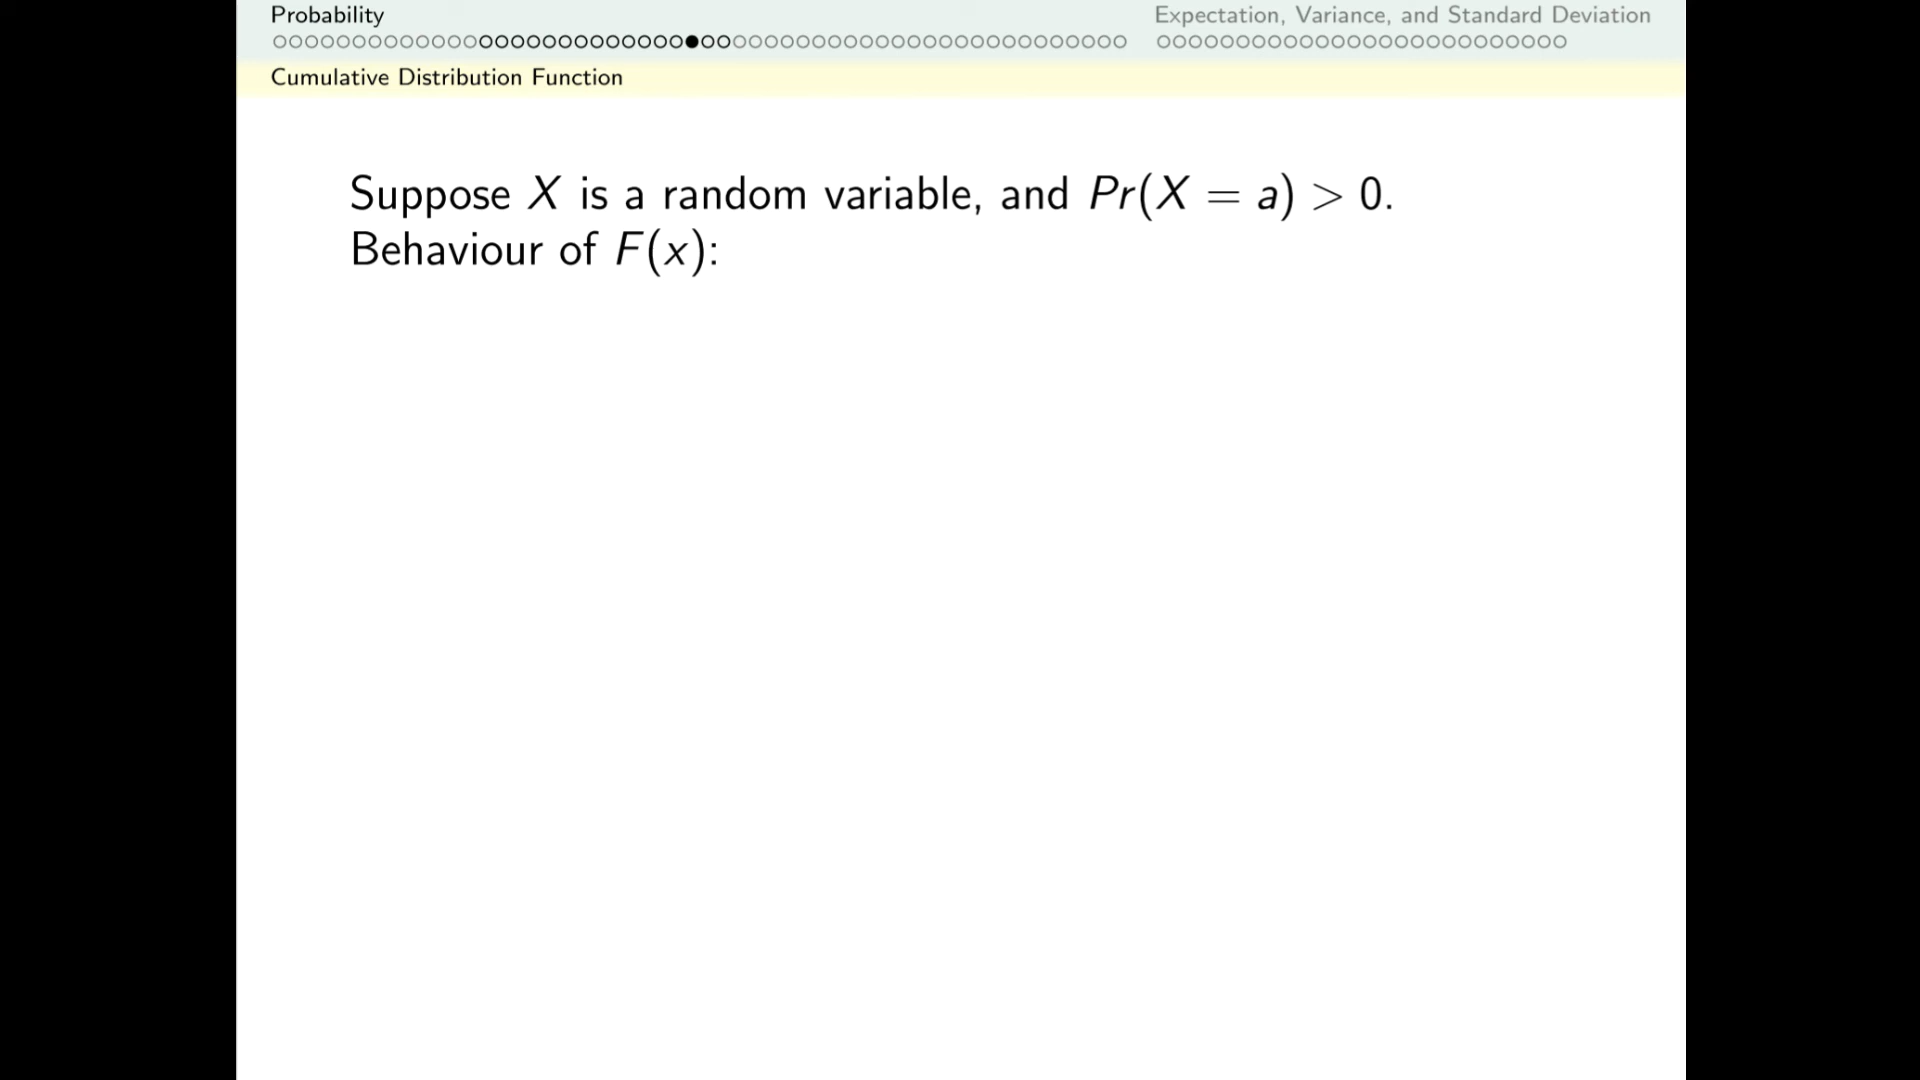 Probability
Expectation, Variance, and Standard Deviation
Cumulative Distribution Function
Suppose X is a random variable, and Pr(X = a) > 0.
Behaviour of F(x):